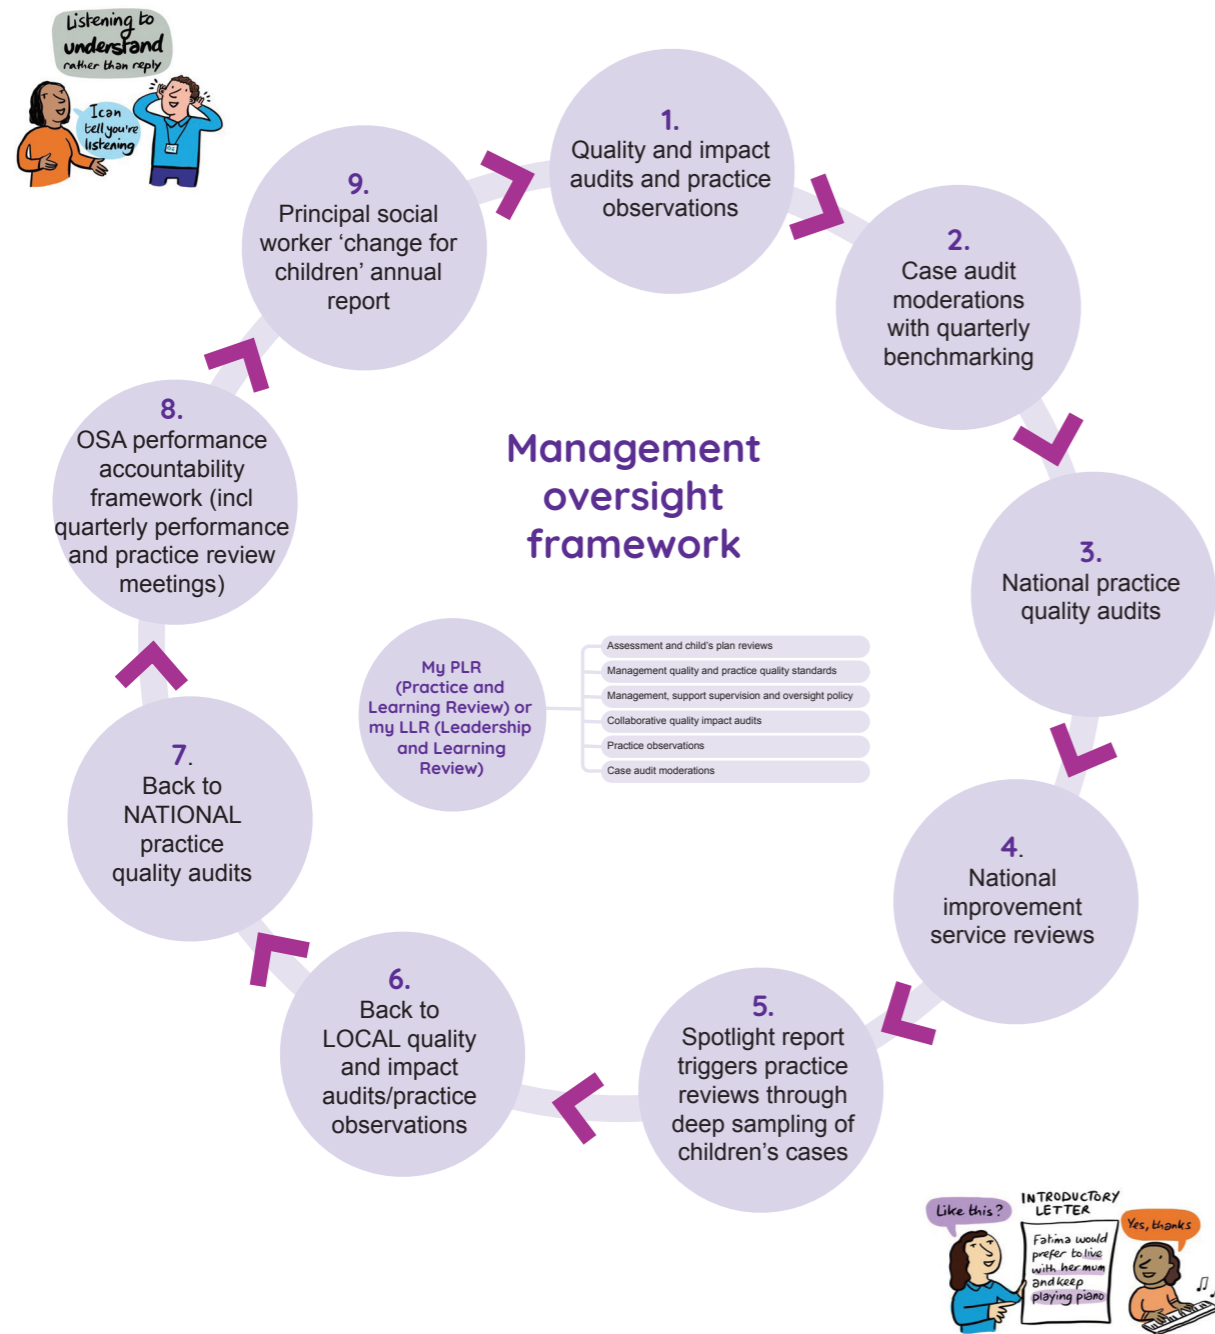 Listening to
understand
rather than reply
I can
tell you're
listening
1.
Quality and impact
audits and practice
observations
2.
Case audit
moderations
with quarterly
benchmarking
3.
National practice
quality audits
4.
National
improvement
service reviews
5.
Spotlight report
triggers practice
reviews through
deep sampling of
children’s cases
6.
Back to
LOCAL quality
and impact
audits/practice
observations
7.
Back to
NATIONAL
practice
quality audits
8.
OSA performance
accountability
framework (incl
quarterly performance
and practice review
meetings)
9.
Principal social
worker ‘change for
children’ annual
report
Management
oversight
framework
My PLR
(Practice and
Learning Review) or
my LLR (Leadership
and Learning
Review)
Assessment and child's plan reviews
Management quality and practice quality standards
Management, support supervision and oversight policy
Collaborative quality impact audits
Practice observations
Case audit moderations
Like this?
INTRODUCTORY
LETTER
Fatima would
prefer to live
with her mum
and keep
playing piano
Yes, thanks